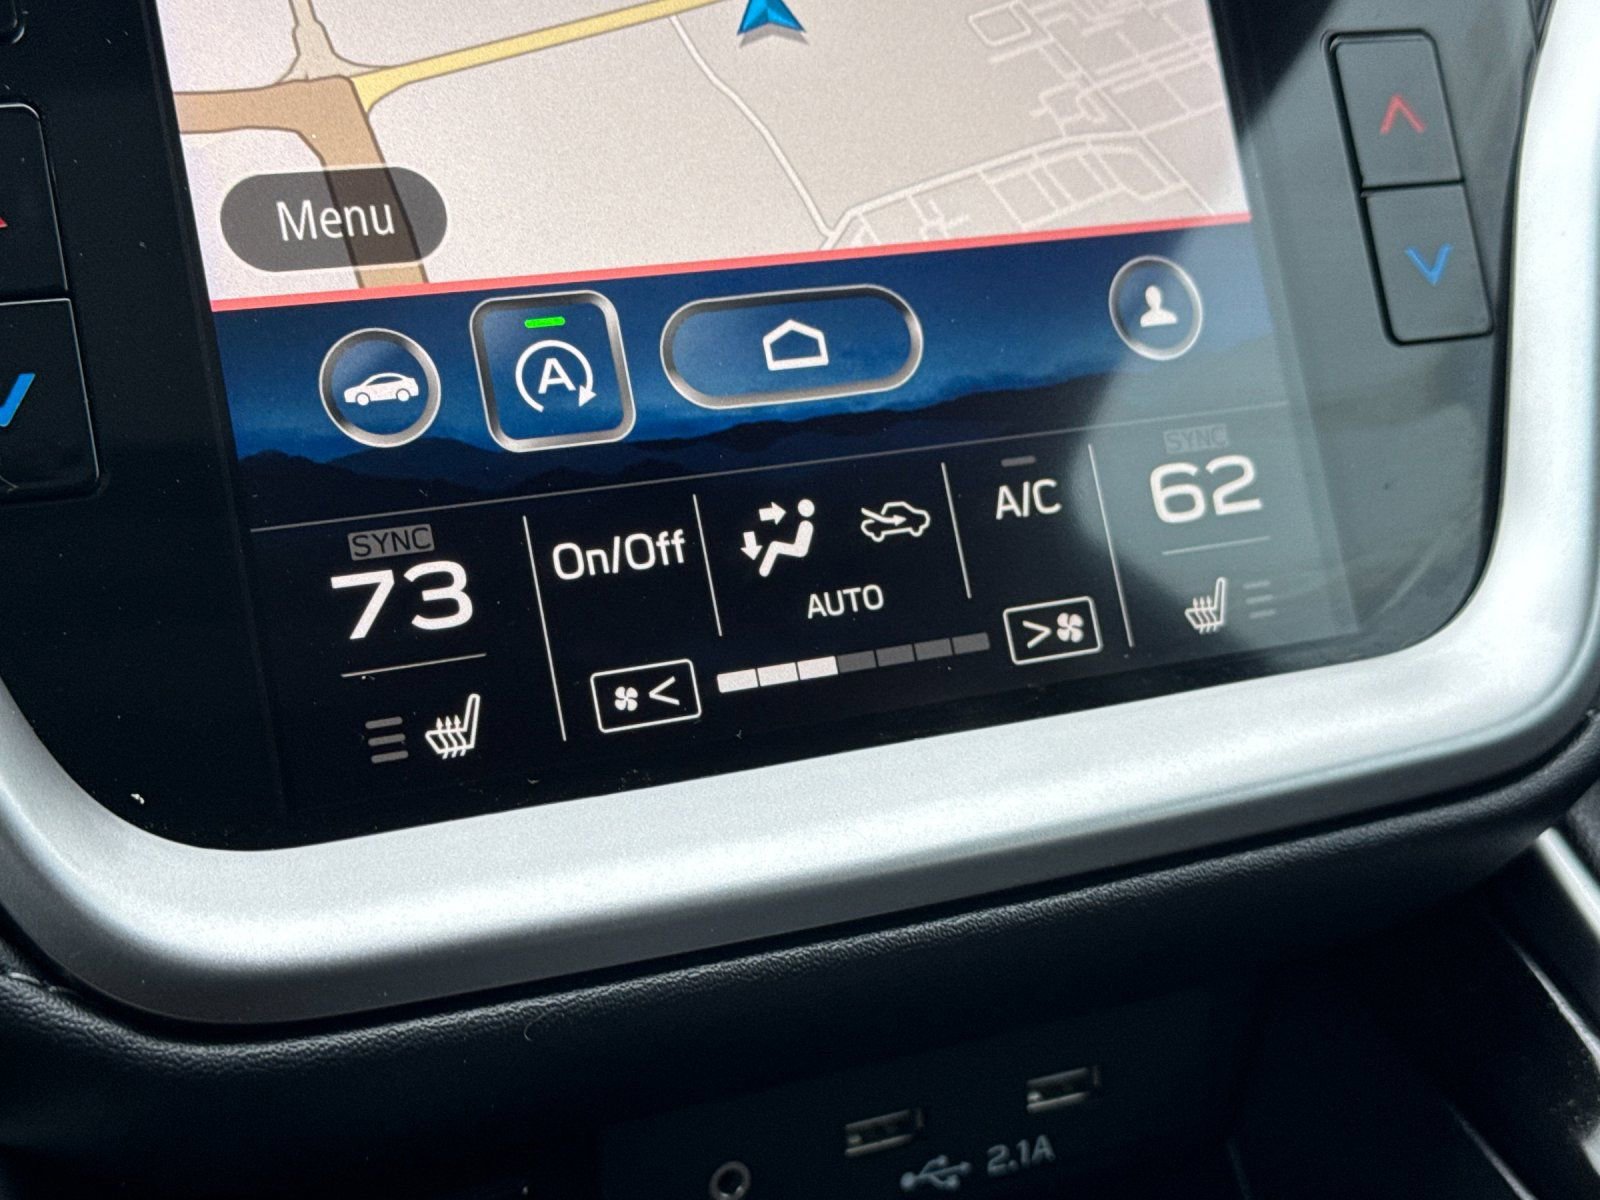 Menu
A
SYNC
73
On/Off
AUTO
A/C
SYNC
62
2.1A